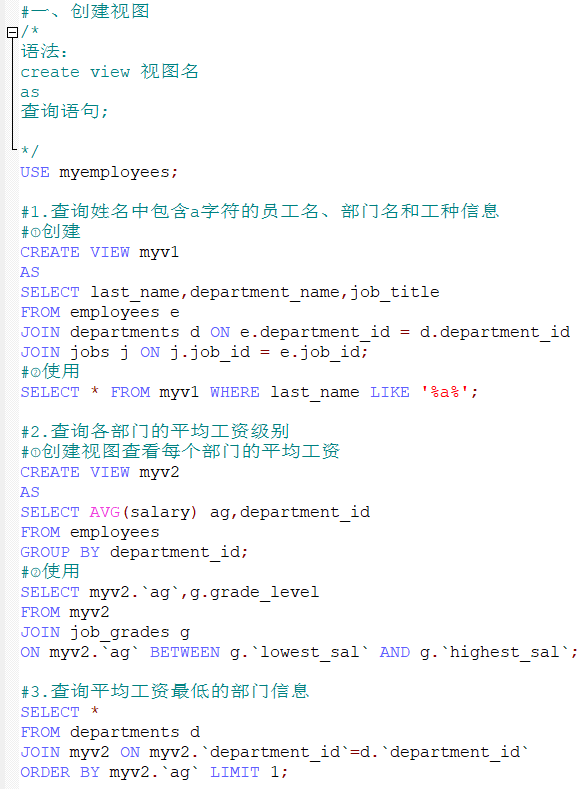 #一、创建视图
/*
语法：
create view 视图名
as
查询语句;
*/
USE myemployees;
#1.查询姓名中包含a字符的员工名、部门名和工种信息
#①创建
CREATE VIEW myv1
AS
SELECT last_name,department_name,job_title
FROM employees e
JOIN departments d ON e.department_id = d.department_id
JOIN jobs j ON j.job_id = e.job_id;
#②使用
SELECT * FROM myv1 WHERE last_name LIKE '%a%';
#2.查询各部门的平均工资级别
#①创建视图查看每个部门的平均工资
CREATE VIEW myv2
AS
SELECT AVG(salary) ag,department_id
FROM employees
GROUP BY department_id;
#②使用
SELECT myv2.`ag`,g.grade_level
FROM myv2
JOIN job_grades g
ON myv2.`ag` BETWEEN g.`lowest_sal` AND g.`highest_sal`;
#3.查询平均工资最低的部门信息
SELECT *
FROM departments d
JOIN myv2 ON myv2.`department_id`=d.`department_id`
ORDER BY myv2.`ag` LIMIT 1;